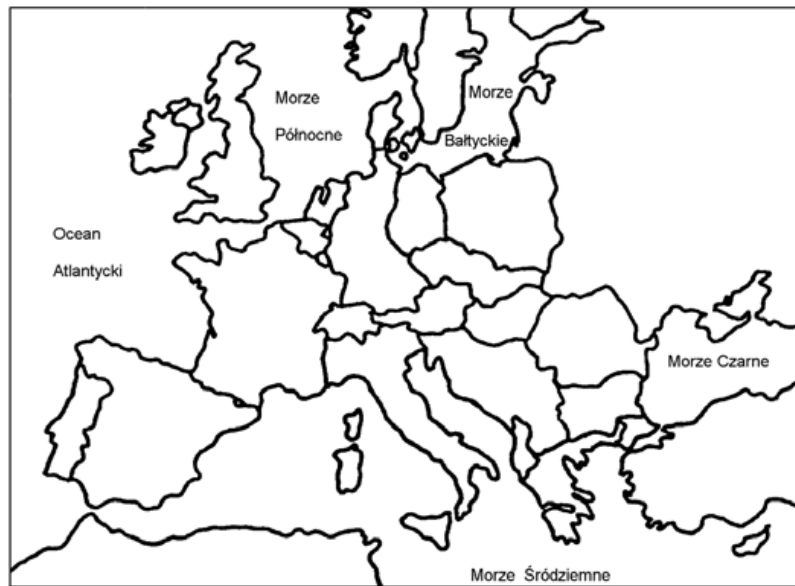 Morze
Północne
Morze
Bałtyckie
Ocean
Atlantycki
Morze Czarne
Morze Śródziemne